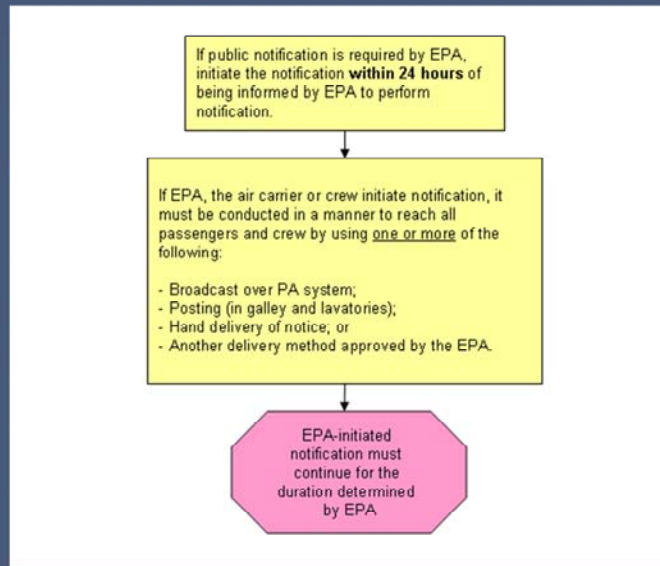 If public notification is required by EPA,
initiate the notification within 24 hours of
being informed by EPA to perform
notification.
If EPA, the air carrier or crew initiate notification, it
must be conducted in a manner to reach all
passengers and crew by using one or more of the
following:
- Broadcast over PA system;
- Posting (in galley and lavatories);
- Hand delivery of notice; or
- Another delivery method approved by the EPA.
EPA-initiated
notification must
continue for the
duration determined
by EPA